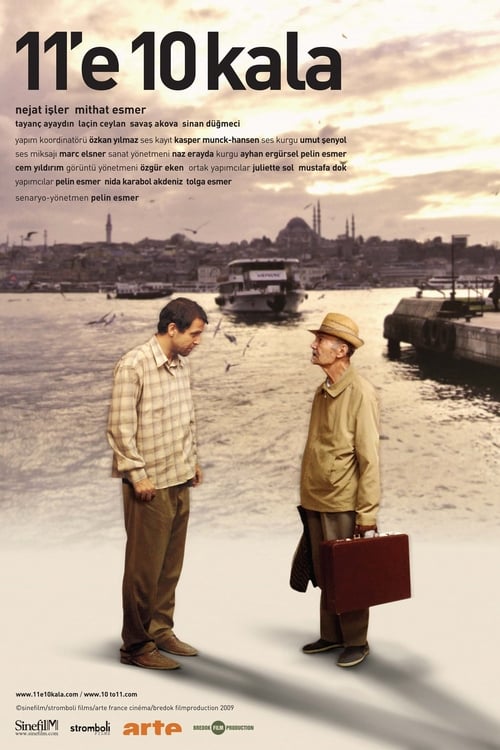 11'e 10 kala
nejat işler mithat esmer
tayanç ayaydın laçin ceylan savaş akova sinan düğmeci
yapım koordinatörü özkan yılmaz ses kayıt kasper munck-hansen ses kurgu umut şenyol
ses miksajı marc elsner sanat yönetmeni naz erayda kurgu ayhan ergürsel pelin esmer
cem yıldırım görüntü yönetmeni özgür eken ortak yapımcılar juliette sol mustafa dok
yapımcılar pelin esmer nida karabol akdeniz tolga esmer
senaryo-yönetmen pelin esmer
www.11e10kala.com / www.10 to11.com
©sinefilm/stromboli films/arte france cinéma/bredok filmproduction 2009
Sinefilm
www.sinefilm.com
stromboli
FILMS
arte
BREDOK FILM PRODUCTION